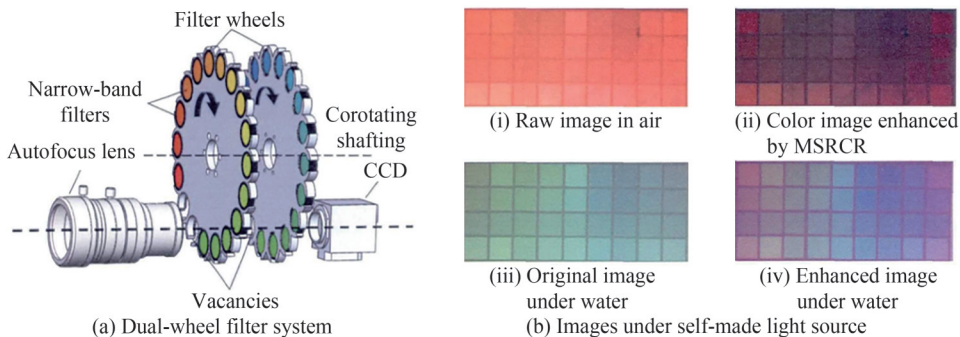 Filter wheels
Narrow-band
filters
Autofocus lens
Corotating
shafting
CCD
Vacancies
(a) Dual-wheel filter system
(i) Raw image in air
(ii) Color image enhanced
by MSRCR
(iii) Original image
under water
(iv) Enhanced image
under water
(b) Images under self-made light source